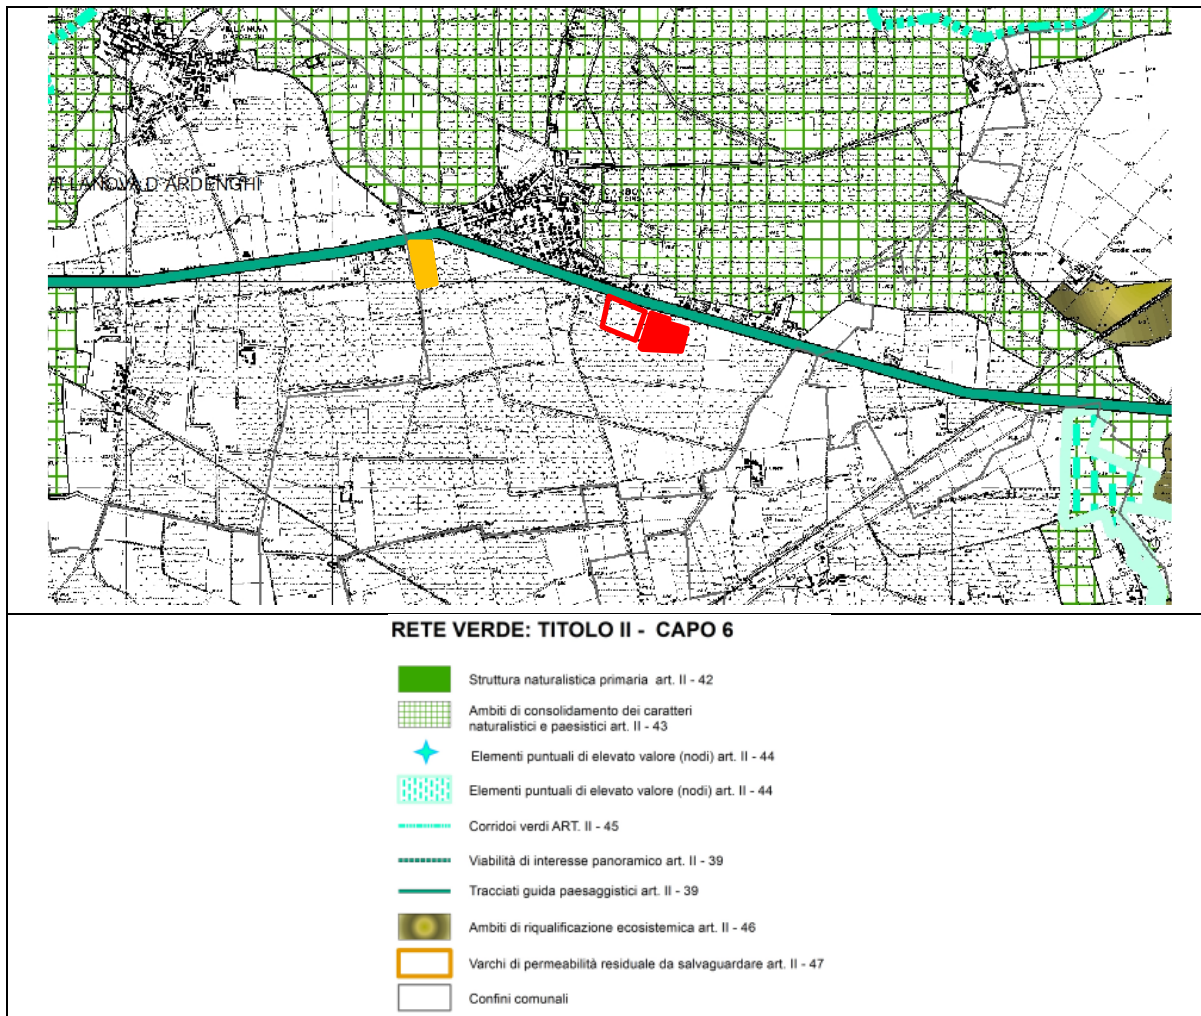 VILLANOVA D'ARDENGHI
RETE VERDE: TITOLO II - CAPO 6
Struttura naturalistica primaria art. II - 42
Ambiti di consolidamento dei caratteri
naturalistici e paesistici art. II - 43
Elementi puntuali di elevato valore (nodi) art. II - 44
Elementi puntuali di elevato valore (nodi) art. II - 44
Corridoi verdi ART. II - 45
Viabilità di interesse panoramico art. II - 39
Tracciati guida paesaggistici art. II - 39
Ambiti di riqualificazione ecosistemica art. II - 46
Varchi di permeabilità residuale da salvaguardare art. II - 47
Confini comunali